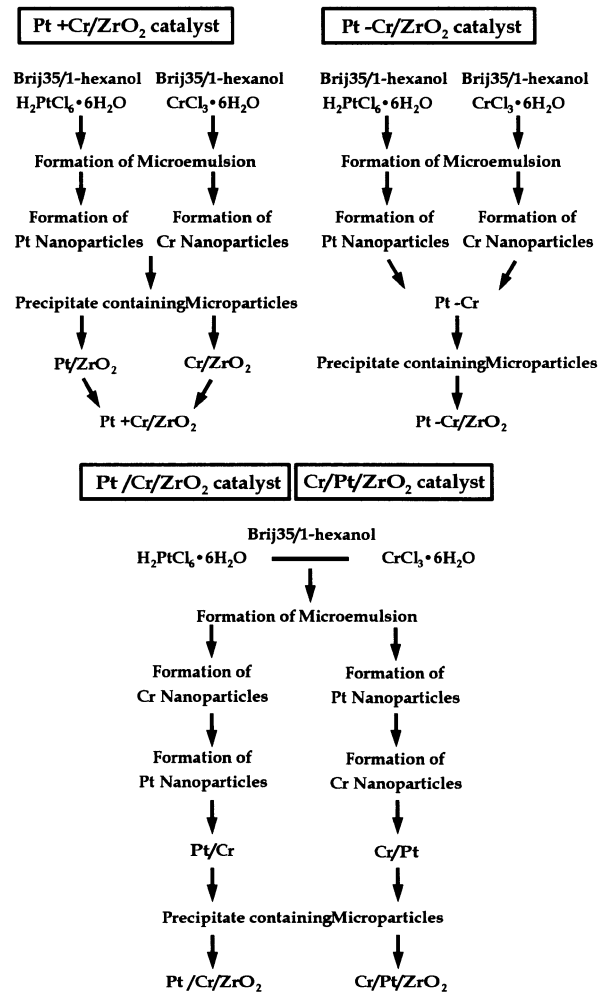 Pt +Cr/ZrO2 catalyst
Brij35/1-hexanol Brij35/1-hexanol
H2PtCl6•6H2O CrCl3•6H2O
Formation of Microemulsion
Formation of Formation of
Pt Nanoparticles Cr Nanoparticles
Precipitate containingMicroparticles
Pt/ZrO2 Cr/ZrO2
Pt +Cr/ZrO2
Pt -Cr/ZrO2 catalyst
Brij35/1-hexanol Brij35/1-hexanol
H2PtCl6•6H2O CrCl3•6H2O
Formation of Microemulsion
Formation of Formation of
Pt Nanoparticles Cr Nanoparticles
Pt -Cr
Precipitate containingMicroparticles
Pt -Cr/ZrO2
Pt /Cr/ZrO2 catalyst Cr/Pt/ZrO2 catalyst
Brij35/1-hexanol
H2PtCl6•6H2O CrCl3•6H2O
Formation of Microemulsion
Formation of Formation of
Cr Nanoparticles Pt Nanoparticles
Formation of Formation of
Pt Nanoparticles Cr Nanoparticles
Pt/Cr Cr/Pt
Precipitate containingMicroparticles
Pt /Cr/ZrO2 Cr/Pt/ZrO2